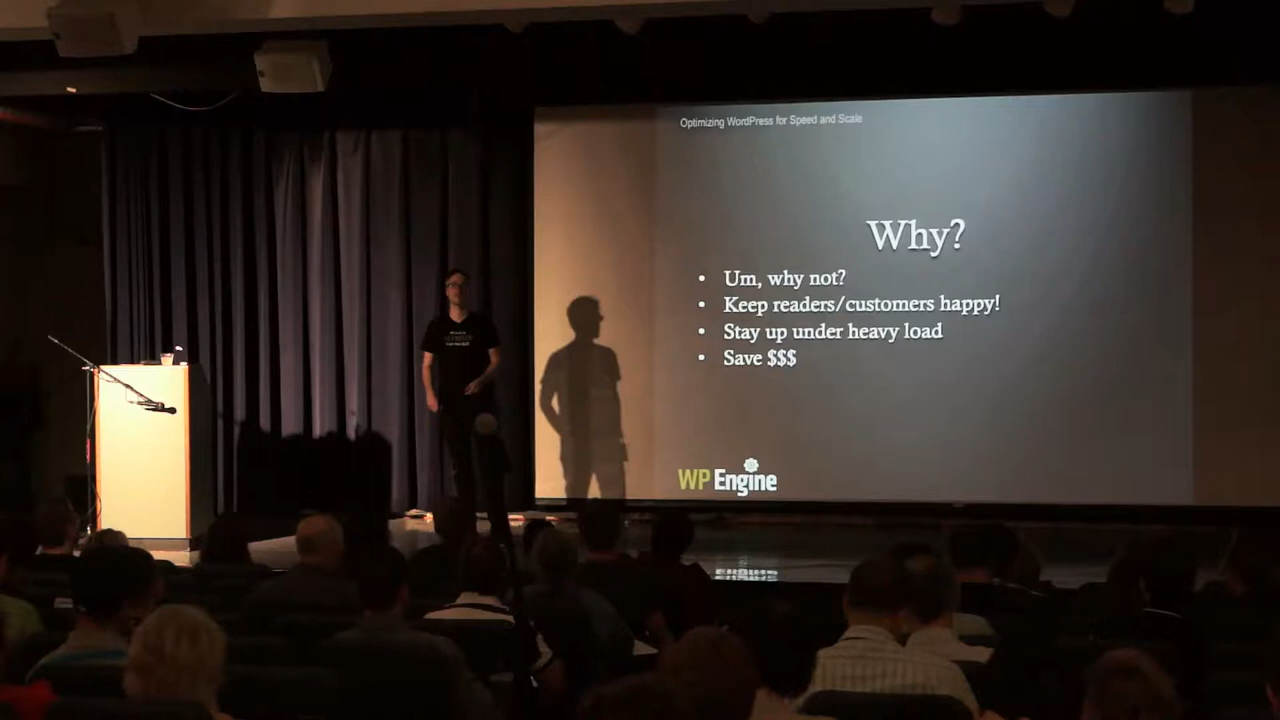 Optimizing WordPress for Speed and Scale
Why?
• Um, why not?
• Keep readers/customers happy!
• Stay up under heavy load
• Save $$$
WP Engine